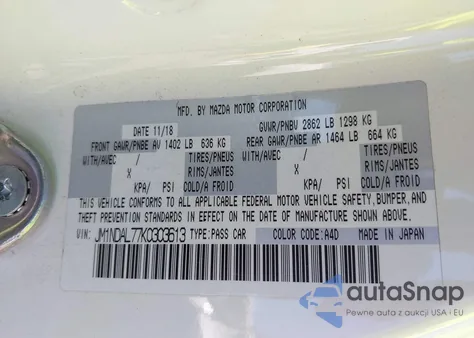 MFD. BY MAZDA MOTOR CORPORATION
DATE 11/18 GVWR/PNBV 2862 LB 1298 KG
FRONT GAWR/PNBE AV 1402 LB 636 KG REAR GAWR/PNBE AR 1464 LB 664 KG
WITH/AVEC / TIRES/PNEUS WITH/AVEC / TIRES/PNEUS
X RIMS/JANTES X RIMS/JANTES
KPA/ PSI COLD/A FROID KPA/ PSI COLD/A FROID
THIS VEHICLE CONFORMS TO ALL APPLICABLE FEDERAL MOTOR VEHICLE SAFETY, BUMPER, AND
THEFT PREVENTION STANDARDS IN EFFECT ON THE DATE OF MANUFACTURE SHOWN ABOVE.
VIN: JM1NDAL77K0303613 TYPE: PASS CAR COLOR CODE: A4D MADE IN JAPAN
autoSnap
Pewne auta z aukcji USA i EU